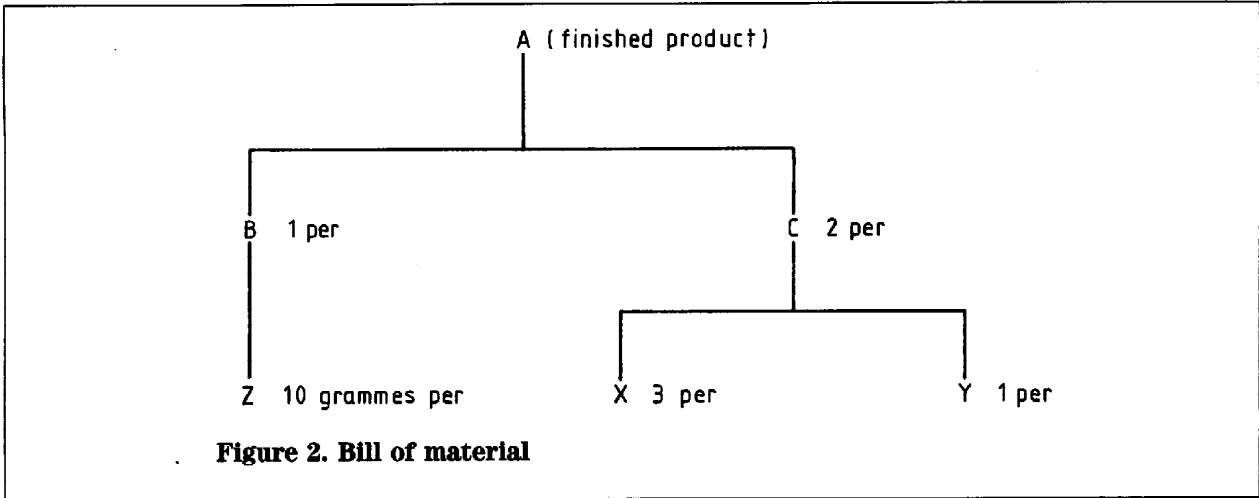 A (finished product)
B 1 per
C 2 per
Z 10 grammes per
X 3 per
Y 1 per
Figure 2. Bill of material